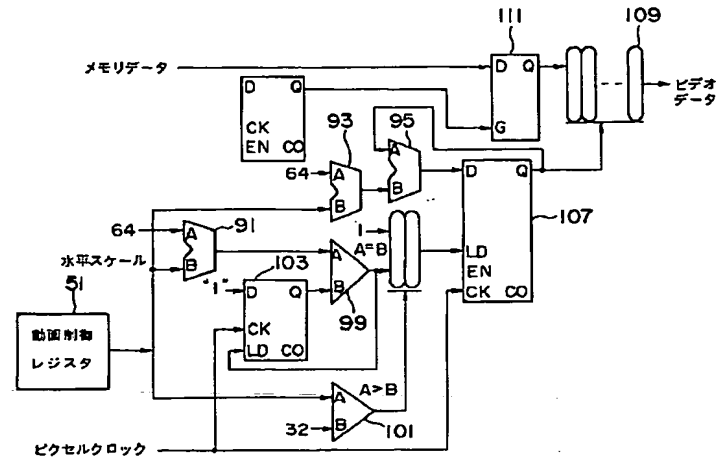 111
109
メモリデータ
D Q
G
ビデオ
データ
D Q
CK
EN CO
93
95
64
A
B
A
B
D Q
LD
EN
CK CO
107
64
A
B
91
1
A=B
水平スケール
"1"
103
D Q
CK
LD CO
A
B
99
51
動画制御
レジスタ
A>B
A
B
32
101
ピクセルクロック